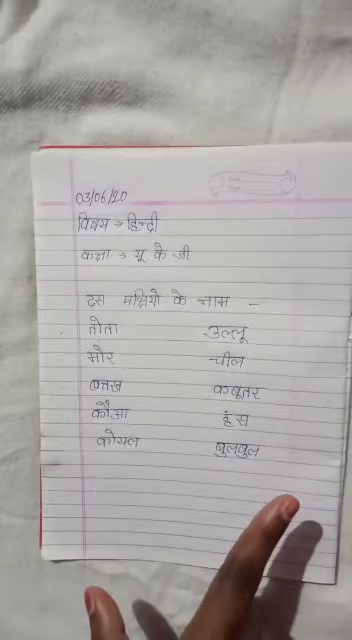 03/06/20
विषय → हिन्दी
कक्षा → यू के जी
दस पक्षियो के नाम -
तोता उल्लू
मोर चील
बत्तख कबूतर
कौआ हंस
कोयल बुलबुल